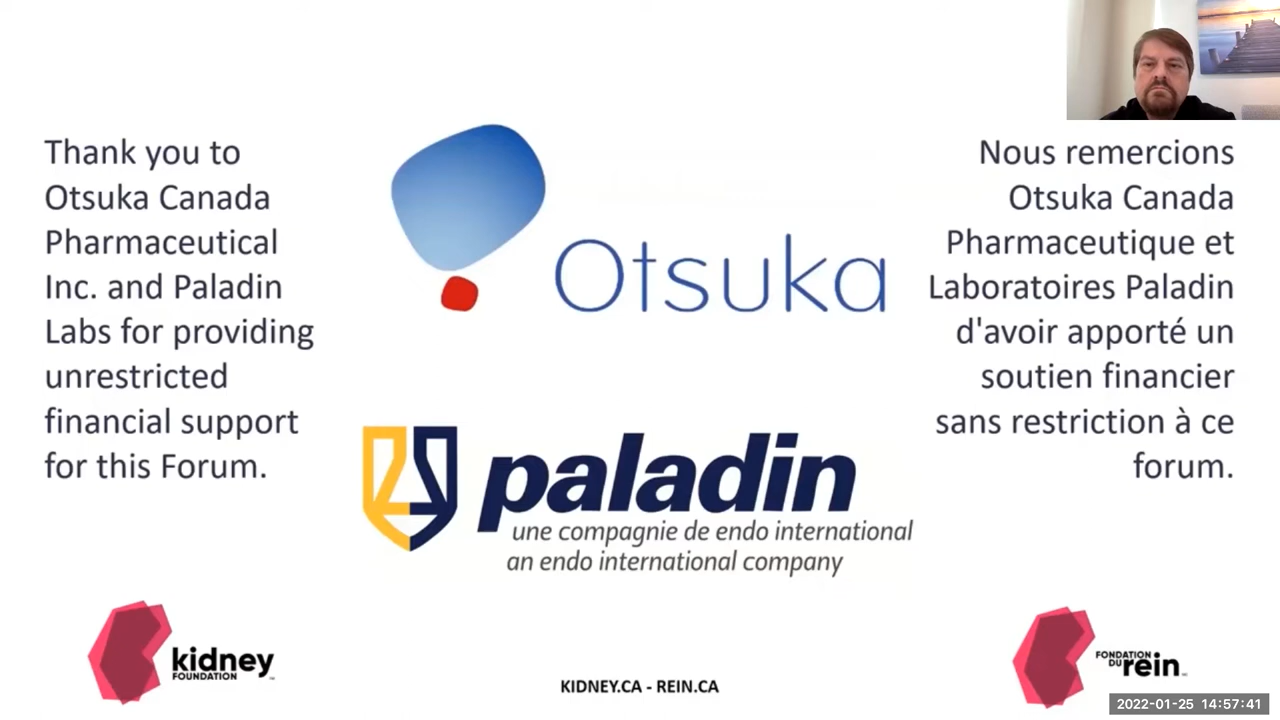 Thank you to
Otsuka Canada
Pharmaceutical
Inc. and Paladin
Labs for providing
unrestricted
financial support
for this Forum.
Otsuka
paladin
une compagnie de endo international
an endo international company
Nous remercions
Otsuka Canada
Pharmaceutique et
Laboratoires Paladin
d'avoir apporté un
soutien financier
sans restriction à ce
forum.
kidney
FOUNDATION
KIDNEY.CA - REIN.CA
FONDATION
DU rein
2022-01-25 14:57:41